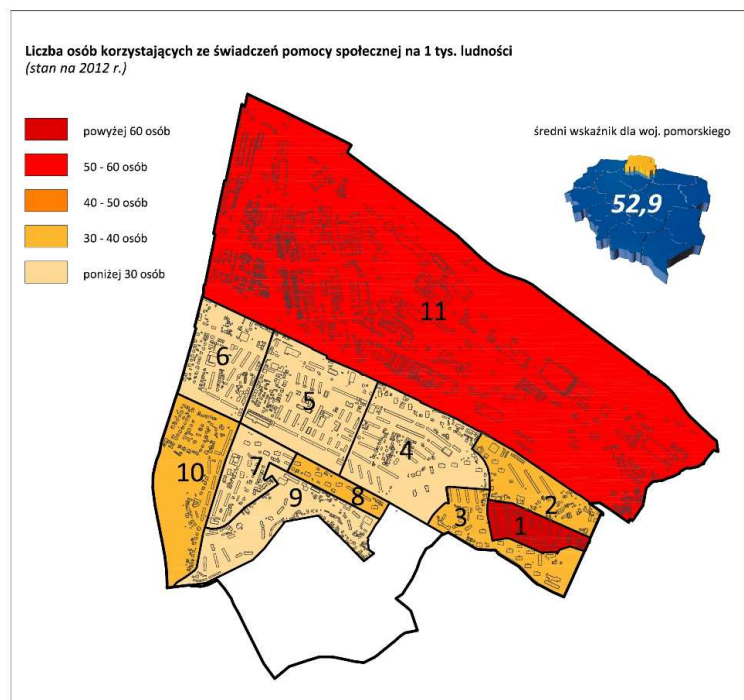 Liczba osób korzystających ze świadczeń pomocy społecznej na 1 tys. ludności
(stan na 2012 r.)
powyżej 60 osób
50 - 60 osób
40 - 50 osób
30 - 40 osób
poniżej 30 osób
średni wskaźnik dla woj. pomorskiego
52,9
11
6
5
4
10
7
9
8
3
2
1